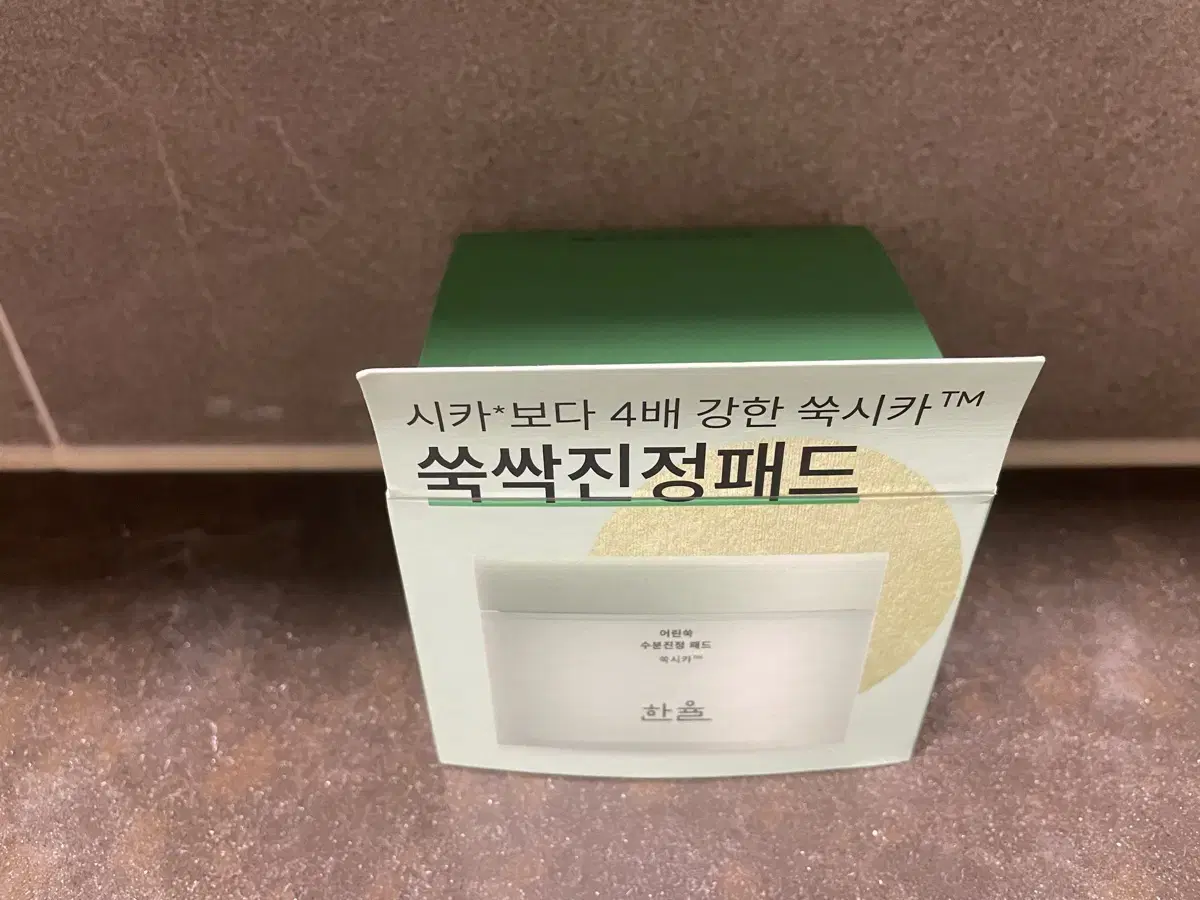 시카*보다 4배 강한 쑥시카™
쑥싹진정패드
어린쑥
수분진정 패드
쑥시카™
한율